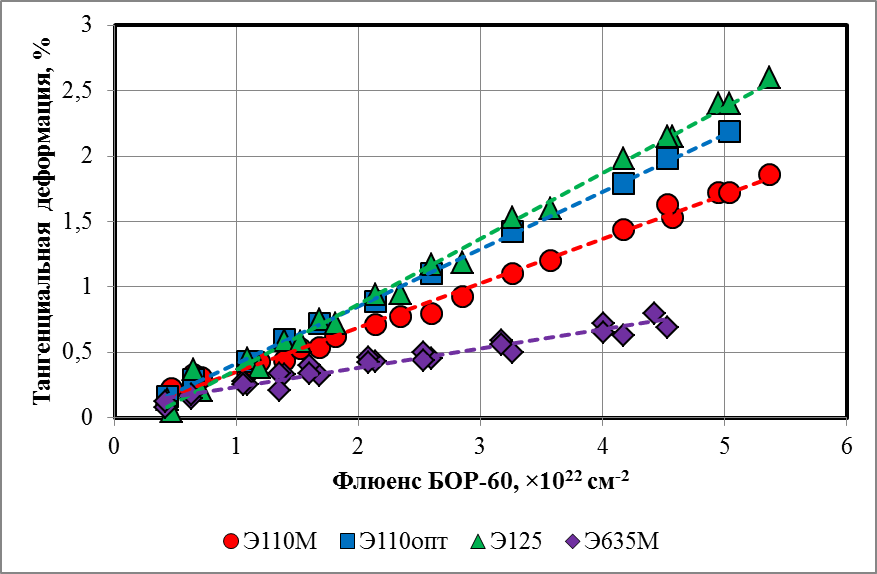 3
2,5
2
1,5
1
0,5
0
Тангенциальная деформация, %
0 1 2 3 4 5 6
Флюенс БОР-60, ×10²² см⁻²
Э110М Э110опт Э125 Э635М